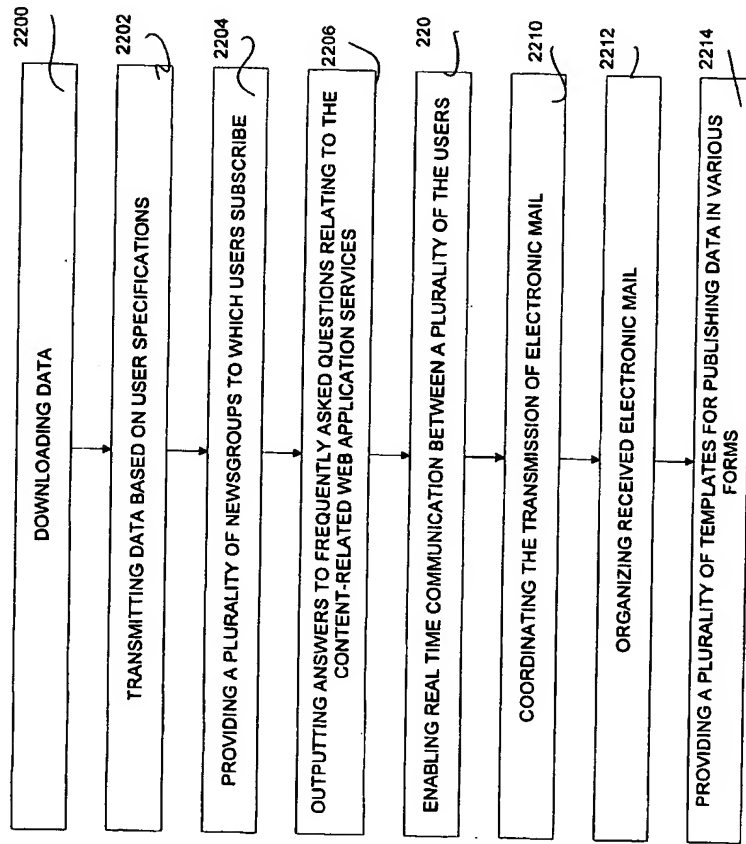 2200
DOWNLOADING DATA
2202
TRANSMITTING DATA BASED ON USER SPECIFICATIONS
2204
PROVIDING A PLURALITY OF NEWSGROUPS TO WHICH USERS SUBSCRIBE
2206
OUTPUTTING ANSWERS TO FREQUENTLY ASKED QUESTIONS RELATING TO THE
CONTENT-RELATED WEB APPLICATION SERVICES
220
ENABLING REAL TIME COMMUNICATION BETWEEN A PLURALITY OF THE USERS
2210
COORDINATING THE TRANSMISSION OF ELECTRONIC MAIL
2212
ORGANIZING RECEIVED ELECTRONIC MAIL
2214
PROVIDING A PLURALITY OF TEMPLATES FOR PUBLISHING DATA IN VARIOUS
FORMS